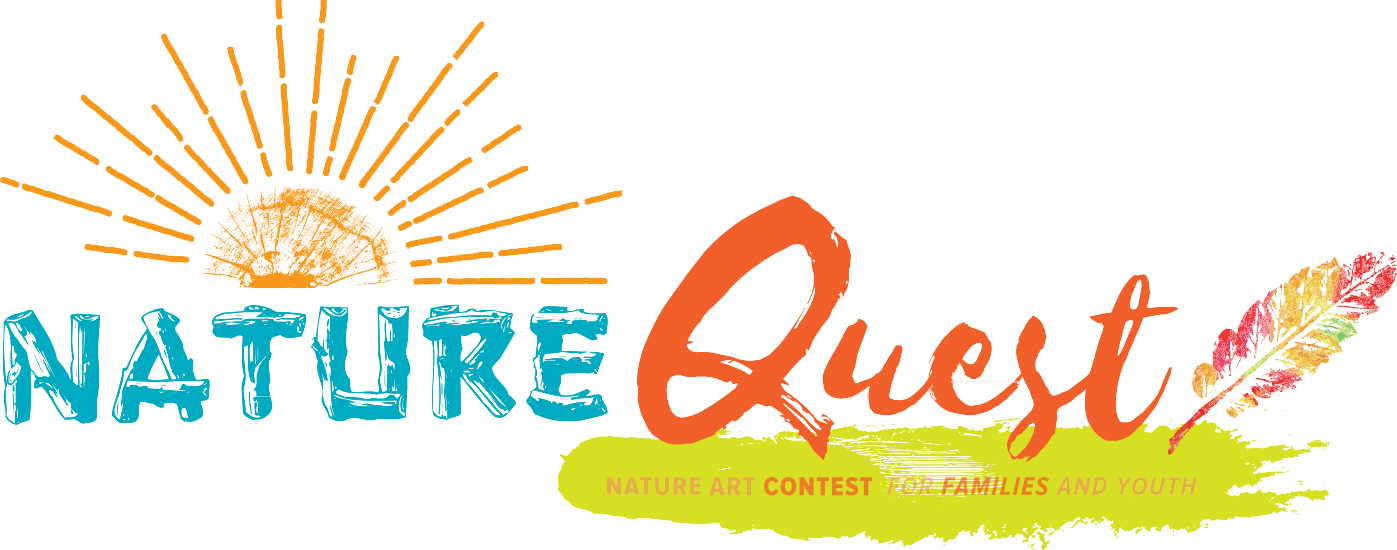 NATURE Quest
NATURE ART CONTEST FOR FAMILIES AND YOUTH